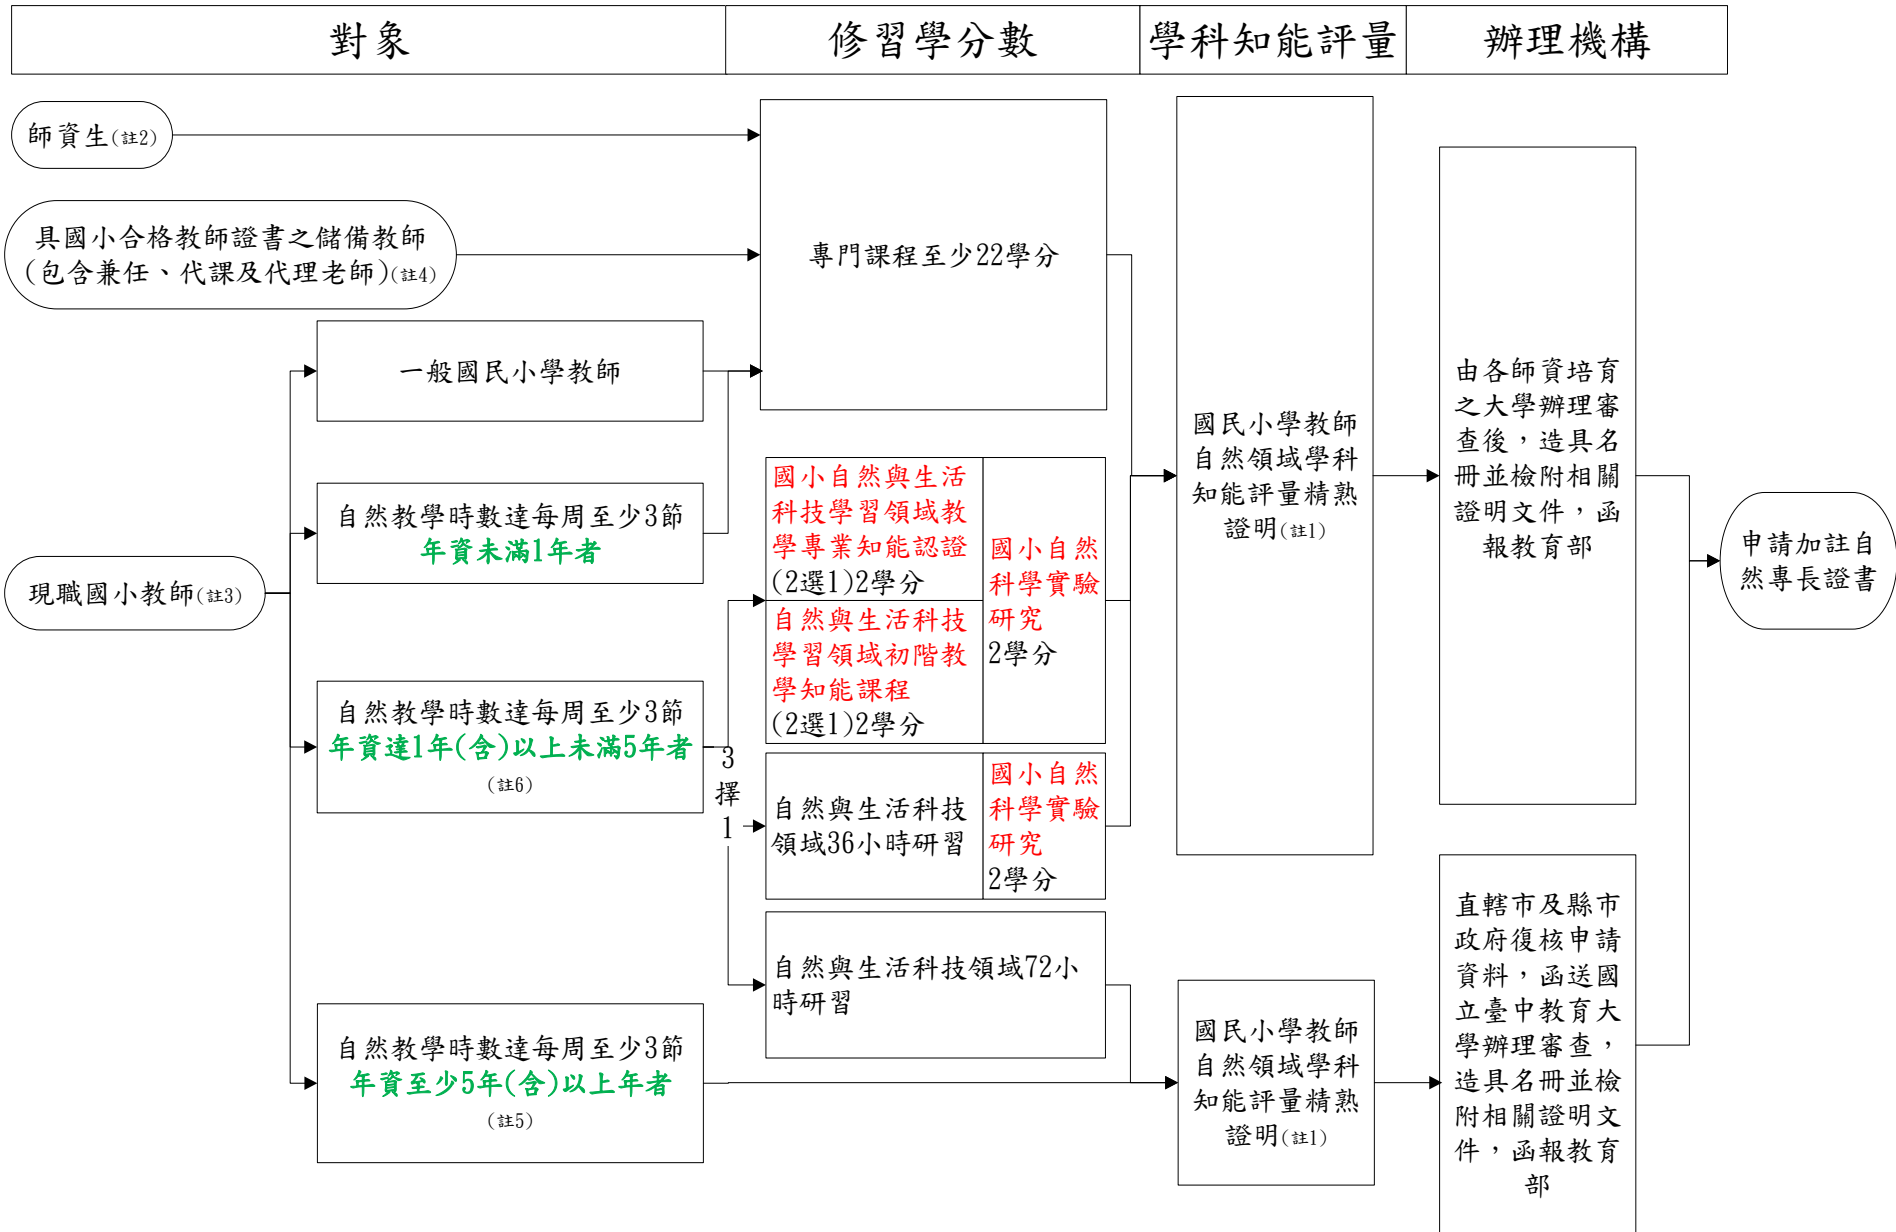 對象
修習學分數
學科知能評量
辦理機構
師資生(註2)
具國小合格教師證書之儲備教師
(包含兼任、代課及代理老師)(註4)
現職國小教師(註3)
一般國民小學教師
自然教學時數達每周至少3節
年資未滿1年者
自然教學時數達每周至少3節
年資達1年(含)以上未滿5年者
(註6)
自然教學時數達每周至少3節
年資至少5年(含)以上年者
(註5)
3
擇
1
專門課程至少22學分
國小自然與生活
科技學習領域教
學專業知能認證
(2選1)2學分
自然與生活科技
學習領域初階教
學知能課程
(2選1)2學分
國小自然
科學實驗
研究
2學分
自然與生活科技
領域36小時研習
國小自然
科學實驗
研究
2學分
自然與生活科技領域72小
時研習
國民小學教師
自然領域學科
知能評量精熟
證明(註1)
國民小學教師
自然領域學科
知能評量精熟
證明(註1)
由各師資培育
之大學辦理審
查後，造具名
冊並檢附相關
證明文件，函
報教育部
直轄市及縣市
政府復核申請
資料，函送國
立臺中教育大
學辦理審查，
造具名冊並檢
附相關證明文
件，函報教育
部
申請加註自
然專長證書